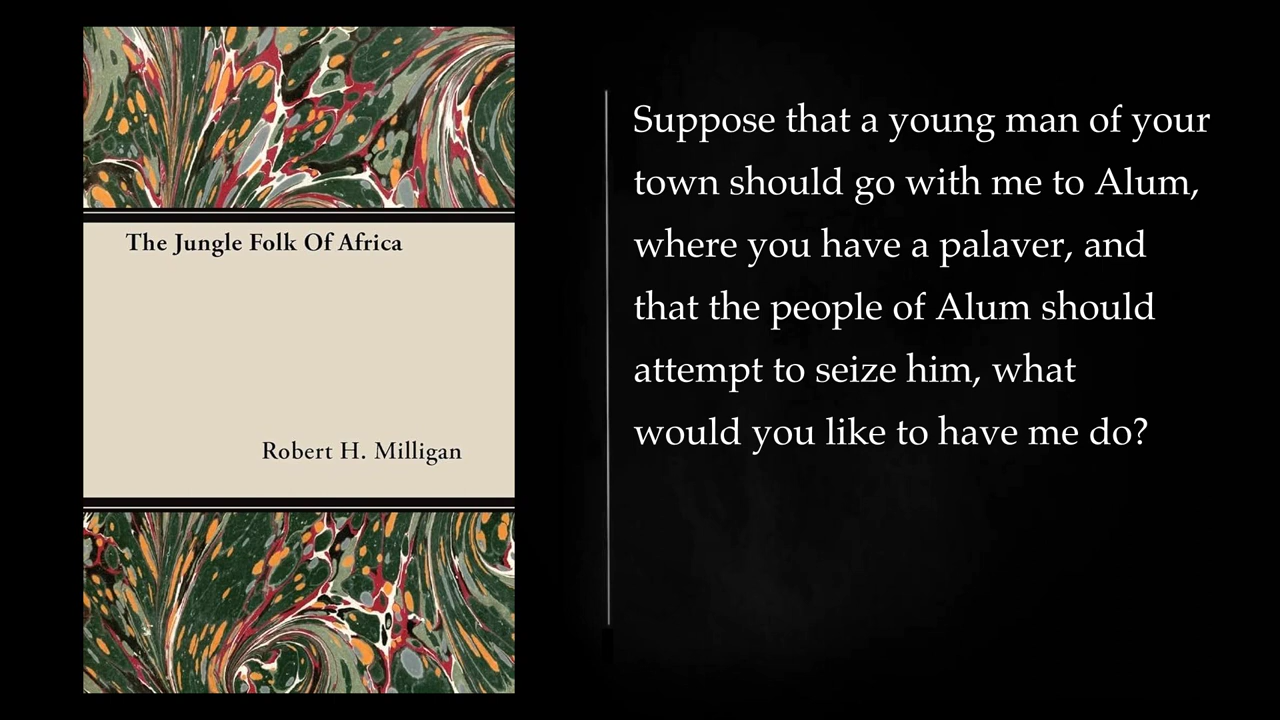 The Jungle Folk Of Africa
Robert H. Milligan
Suppose that a young man of your
town should go with me to Alum,
where you have a palaver, and
that the people of Alum should
attempt to seize him, what
would you like to have me do?